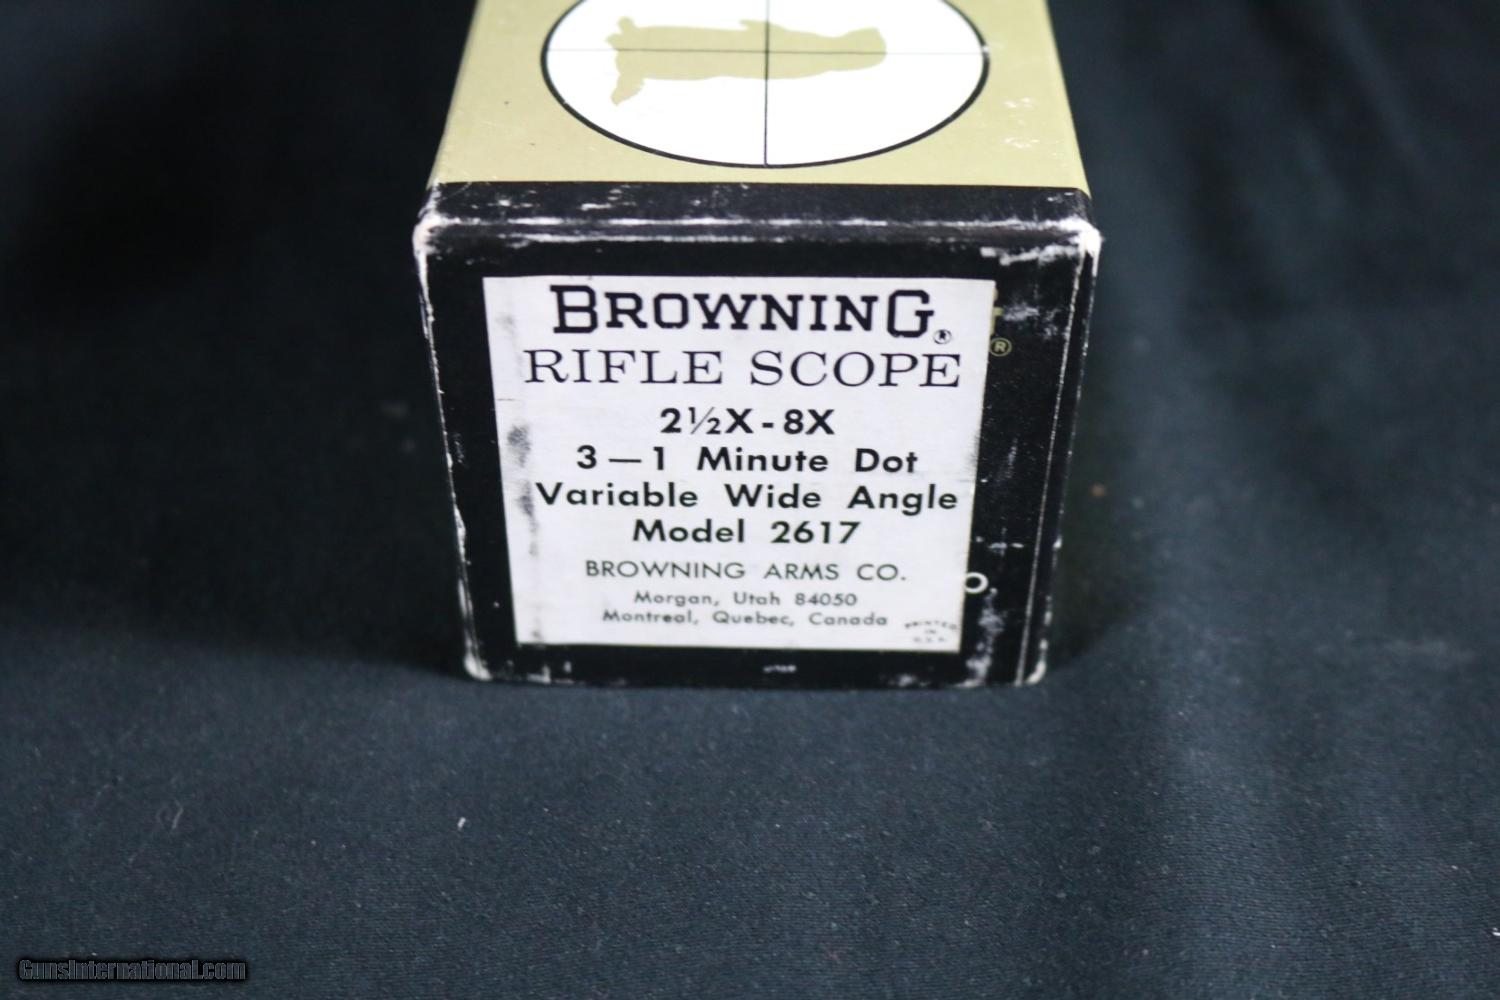 BROWNING®
RIFLE SCOPE
2½X-8X
3—1 Minute Dot
Variable Wide Angle
Model 2617
BROWNING ARMS CO.
Morgan, Utah 84050
Montreal, Quebec, Canada
PRINTED
IN
U.S.A.
G
®
O
GunsInternational.com